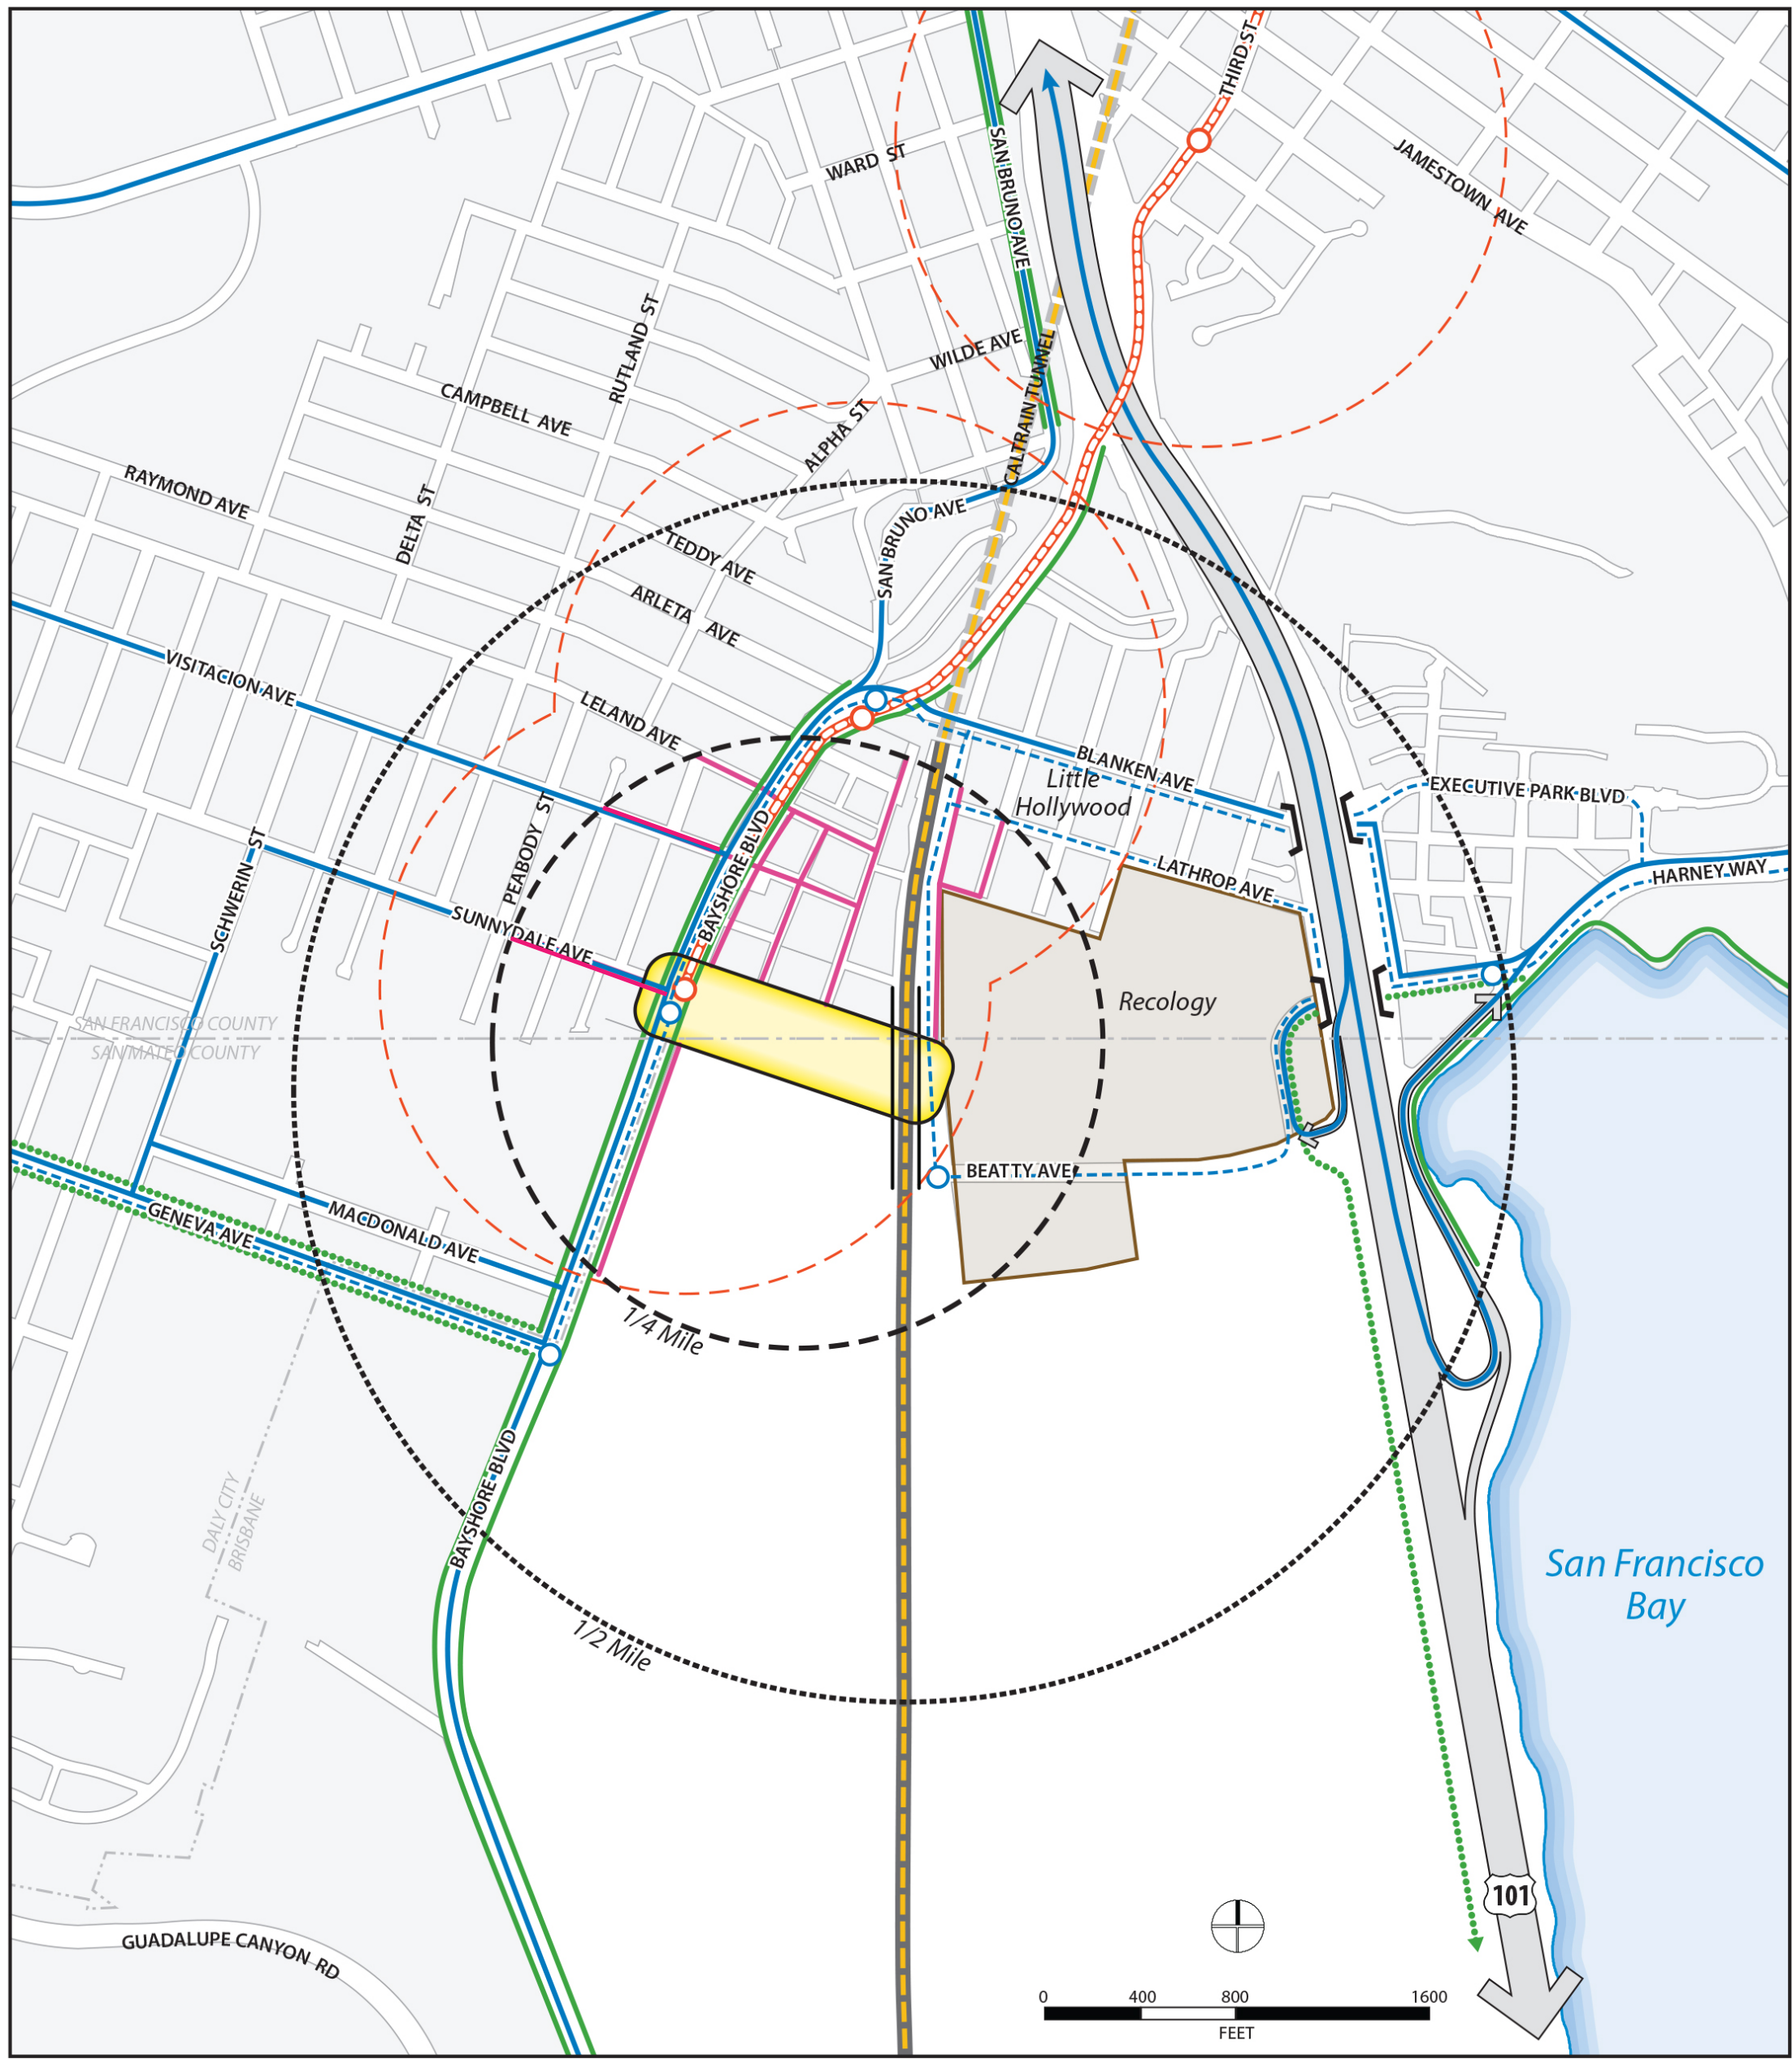 THIRD ST
WARD ST
SAN BRUNO AVE
JAMESTOWN AVE
RUTLAND ST
WILDE AVE
CALTRAIN TUNNEL
CAMPBELL AVE
ALPHA ST
RAYMOND AVE
DELTA ST
SAN BRUNO AVE
TEDDY AVE
ARLETA AVE
VISITACION AVE
LELAND AVE
BLANKEN AVE
Little
Hollywood
EXECUTIVE PARK BLVD
PEABODY ST
BAYSHORE BLVD
LATHROP AVE
HARNEY WAY
SCHWERIN ST
SUNNYDALE AVE
Recology
SAN FRANCISCO COUNTY
SAN MATEO COUNTY
BEATTY AVE
GENEVA AVE
MACDONALD AVE
1/4 Mile
BAYSHORE BLVD
DALY CITY
BRISBANE
San Francisco
Bay
1/2 Mile
101
GUADALUPE CANYON RD
0 400 800 1600
FEET